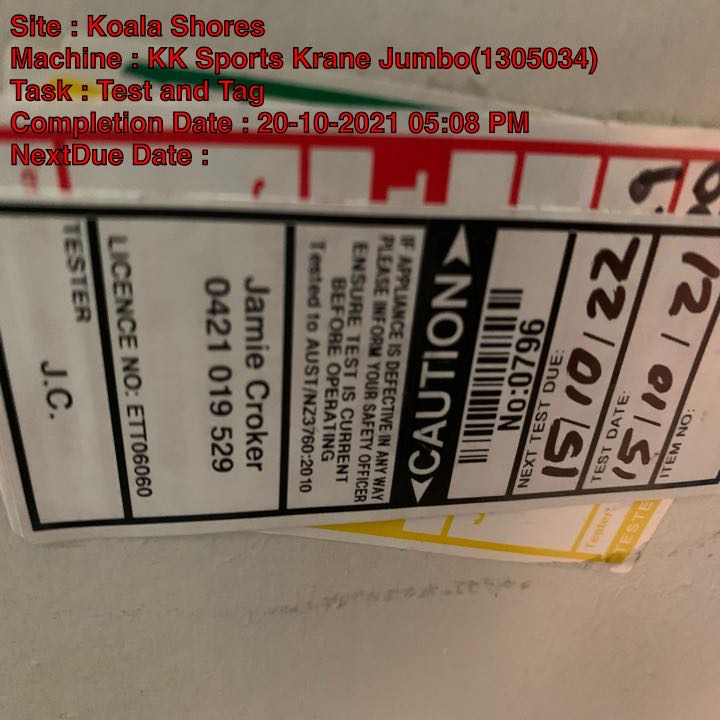 Site : Koala Shores
Machine : KK Sports Krane Jumbo(1305034)
Task : Test and Tag
Completion Date : 20-10-2021 05:08 PM
NextDue Date :
ITEM NO:
TEST DATE: 15/10/21
NEXT TEST DUE: 15/10/22
No:0796
CAUTION
IF APPLIANCE IS DEFECTIVE IN ANY WAY
PLEASE INFORM YOUR SAFETY OFFICER
ENSURE TEST IS CURRENT
BEFORE OPERATING
Tested to AUST/NZ3760:2010
Jamie Croker
0421 019 529
LICENCE NO: ETT06060
TESTER J.C.
Tester
TESTE